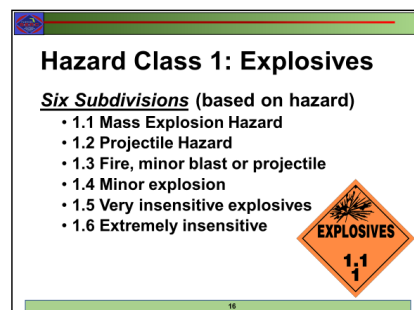 Hazard Class 1: Explosives
Six Subdivisions (based on hazard)
• 1.1 Mass Explosion Hazard
• 1.2 Projectile Hazard
• 1.3 Fire, minor blast or projectile
• 1.4 Minor explosion
• 1.5 Very insensitive explosives
• 1.6 Extremely insensitive
EXPLOSIVES
1.1
1
16